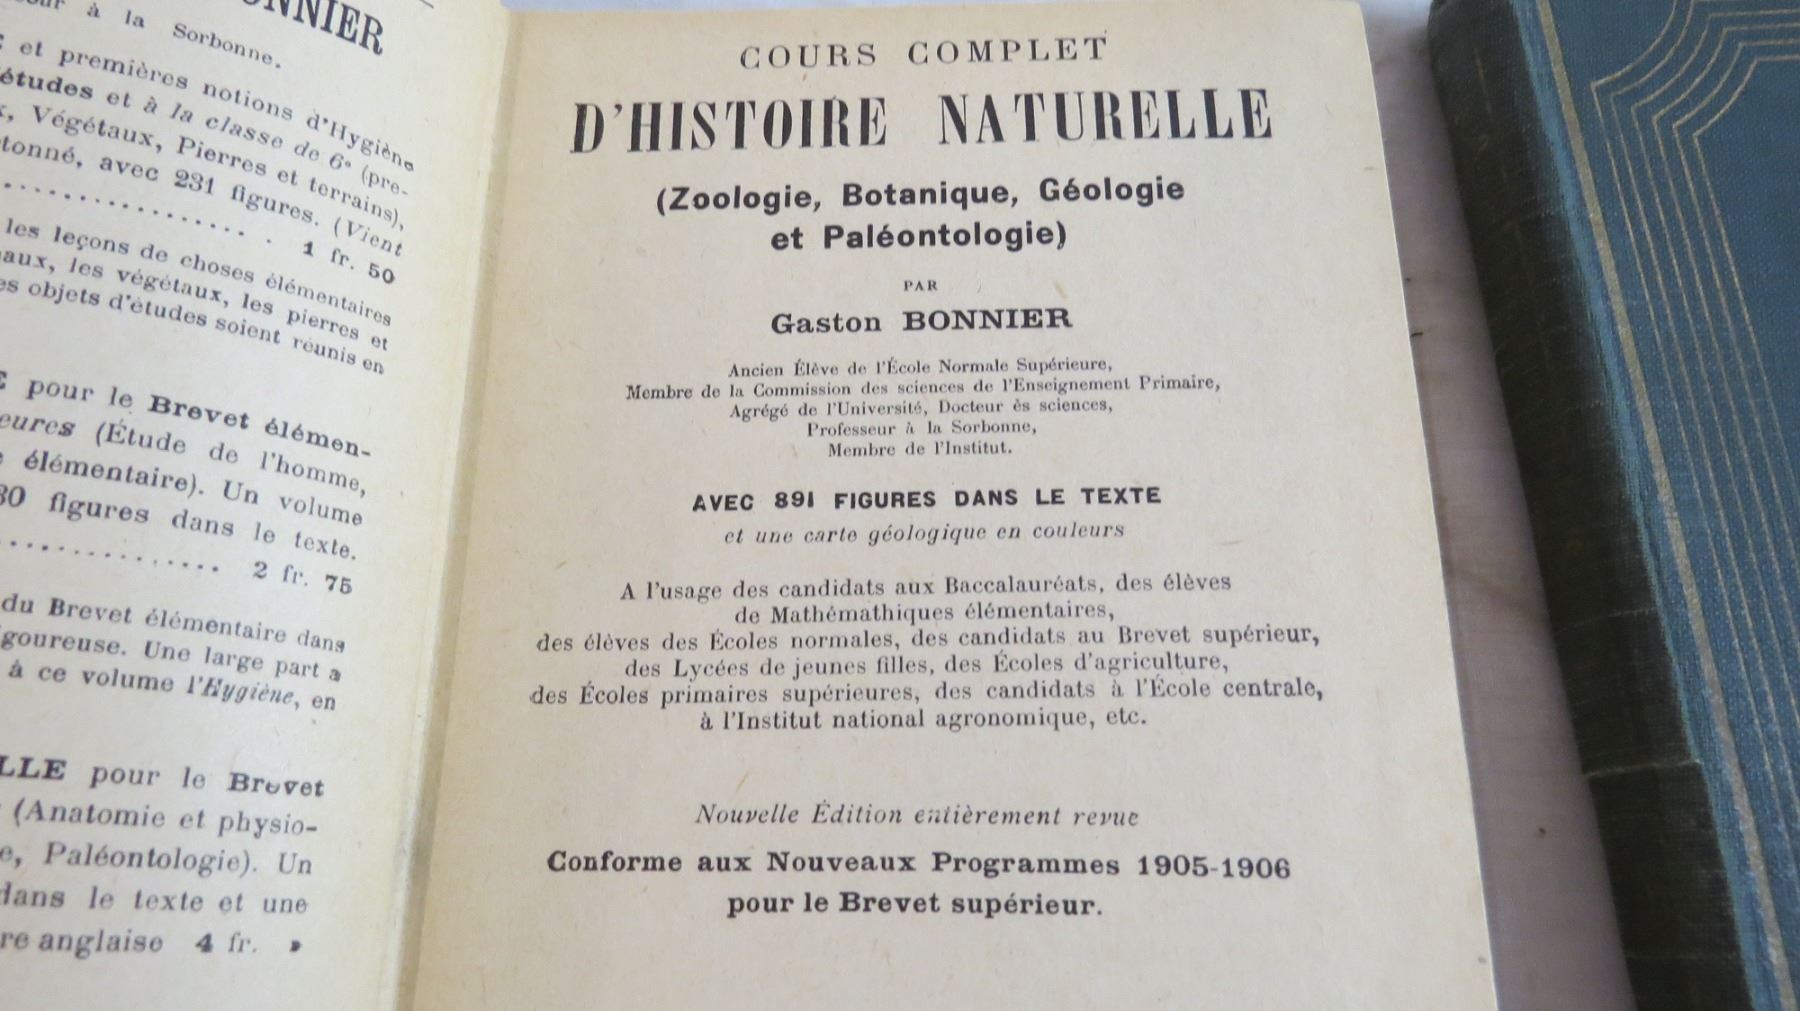 BONNIER
à la Sorbonne.
et premières notions d'Hygiène
études et à la classe de 6e (pre-
Végétaux, Pierres et terrains),
avec 231 figures. (Vient
1 fr. 50
les leçons de choses élémentaires
les végétaux, les pierres et
objets d'études soient réunis en
pour le Brevet élémen-
(Étude de l'homme,
élémentaire). Un volume
figures dans le texte.
2 fr. 75
du Brevet élémentaire dans
Une large part a
à ce volume l'Hygiène, en
pour le Brevet
(Anatomie et physio-
Paléontologie). Un
dans le texte et une
anglaise 4 fr. »
COURS COMPLET
D'HISTOIRE NATURELLE
(Zoologie, Botanique, Géologie
et Paléontologie)
PAR
Gaston BONNIER
Ancien Élève de l'École Normale Supérieure,
Membre de la Commission des sciences de l'Enseignement Primaire,
Agrégé de l'Université, Docteur ès sciences,
Professeur à la Sorbonne,
Membre de l'Institut.
AVEC 891 FIGURES DANS LE TEXTE
et une carte géologique en couleurs
A l'usage des candidats aux Baccalauréats, des élèves
de Mathémathiques élémentaires,
des élèves des Écoles normales, des candidats au Brevet supérieur,
des Lycées de jeunes filles, des Écoles d'agriculture,
des Écoles primaires supérieures, des candidats à l'École centrale,
à l'Institut national agronomique, etc.
Nouvelle Édition entièrement revue
Conforme aux Nouveaux Programmes 1905-1906
pour le Brevet supérieur.